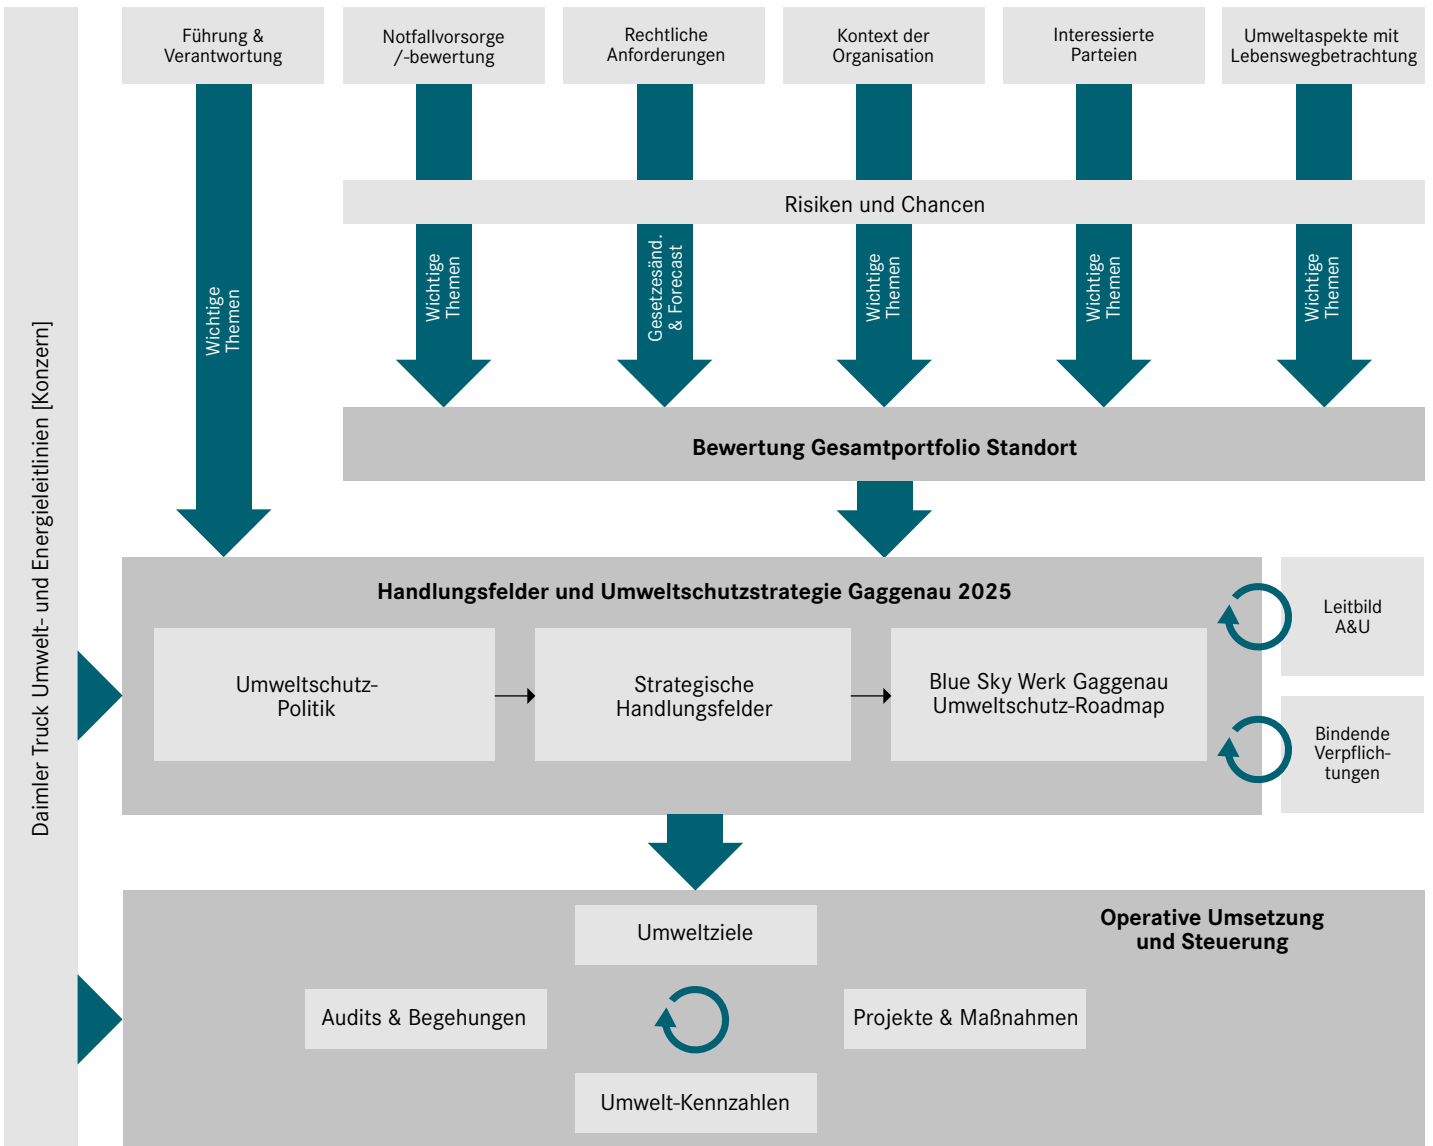 Führung &
Verantwortung
Notfallvorsorge
/-bewertung
Rechtliche
Anforderungen
Kontext der
Organisation
Interessierte
Parteien
Umweltaspekte mit
Lebenswegbetrachtung
Risiken und Chancen
Wichtige
Themen
Wichtige
Themen
Gesetzesänd.
& Forecast
Wichtige
Themen
Wichtige
Themen
Wichtige
Themen
Daimler Truck Umwelt- und Energieleitlinien [Konzern]
Bewertung Gesamtportfolio Standort
Handlungsfelder und Umweltschutzstrategie Gaggenau 2025
Umweltschutz-
Politik
Strategische
Handlungsfelder
Blue Sky Werk Gaggenau
Umweltschutz-Roadmap
Leitbild
A&U
Bindende
Verpflich-
tungen
Operative Umsetzung
und Steuerung
Umweltziele
Audits & Begehungen
Projekte & Maßnahmen
Umwelt-Kennzahlen